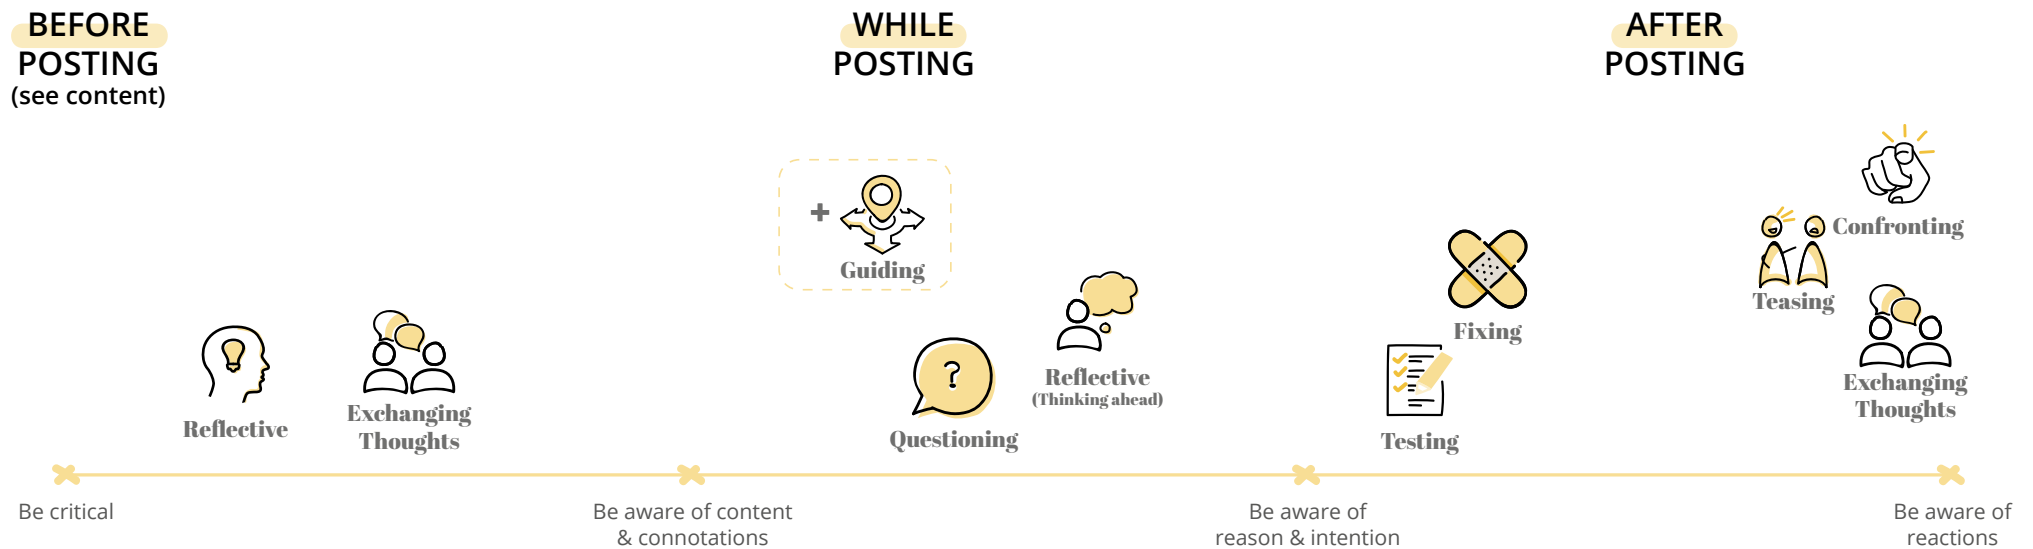 BEFORE
POSTING
(see content)
WHILE
POSTING
AFTER
POSTING
+
Guiding
Reflective
Exchanging
Thoughts
?
Questioning
Reflective
(Thinking ahead)
Fixing
Testing
Confronting
Teasing
Exchanging
Thoughts
Be critical
Be aware of content
& connotations
Be aware of
reason & intention
Be aware of
reactions